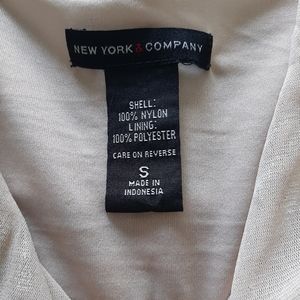 NEW YORK & COMPANY
SHELL:
100% NYLON
LINING:
100% POLYESTER
CARE ON REVERSE
S
MADE IN
INDONESIA